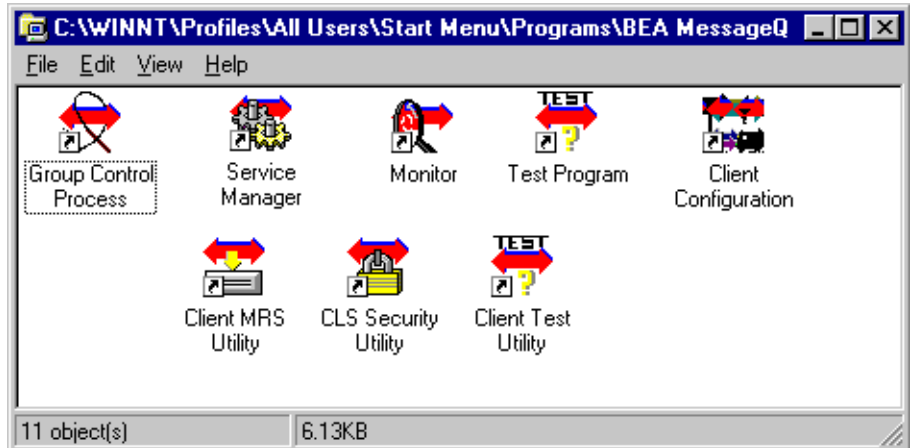 C:\WINNT\Profiles\All Users\Start Menu\Programs\BEA MessageQ
File Edit View Help
TEST
Group Control Process
Service Manager
Monitor
Test Program
Client Configuration
TEST
Client MRS Utility
CLS Security Utility
Client Test Utility
11 object(s) 6.13KB